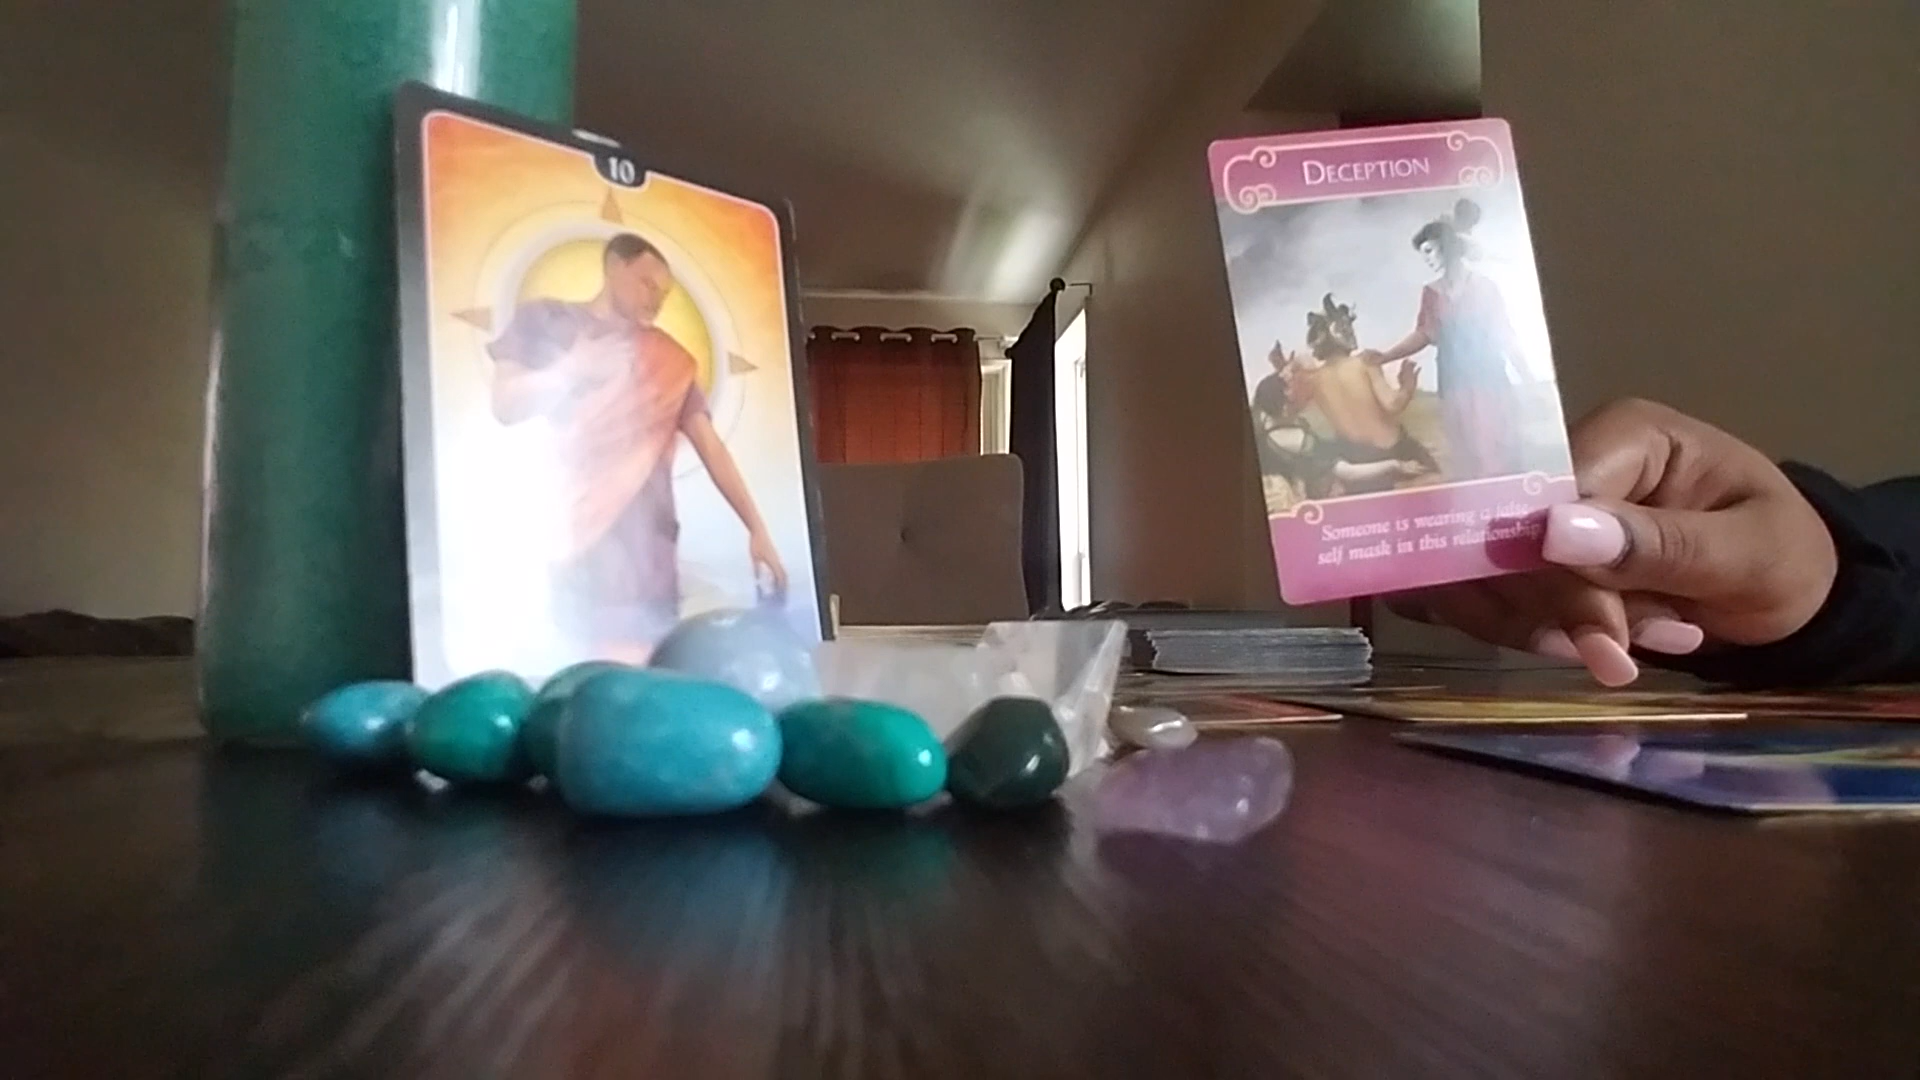 10
DECEPTION
Someone is wearing a false
self mask in this relationship